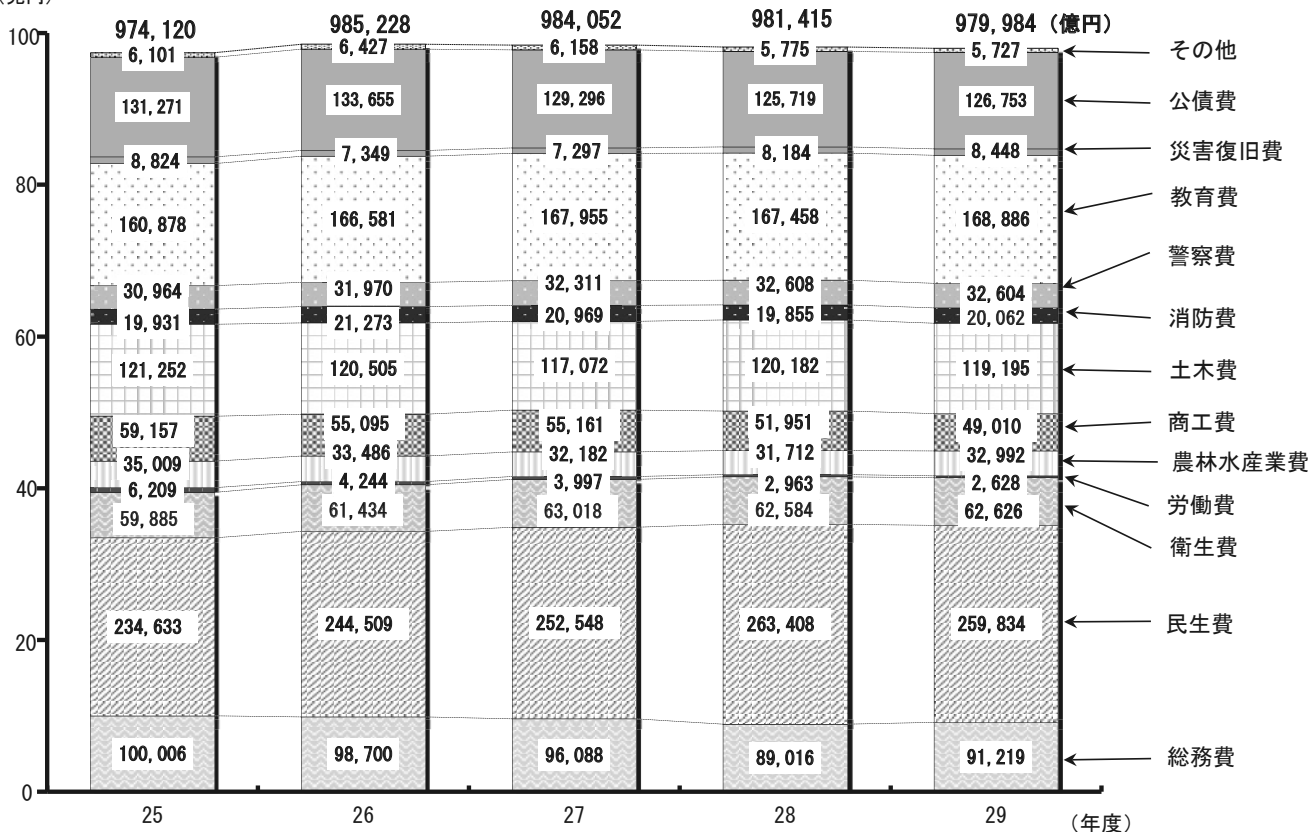 (兆円)
974,120 985,228 984,052 981,415 979,984 (億円)
100
6,101 6,427 6,158 5,775 5,727 その他
131,271 133,655 129,296 125,719 126,753 公債費
8,824 7,349 7,297 8,184 8,448 災害復旧費
80
160,878 166,581 167,955 167,458 168,886 教育費
30,964 31,970 32,311 32,608 32,604 警察費
19,931 21,273 20,969 19,855 20,062 消防費
60
121,252 120,505 117,072 120,182 119,195 土木費
59,157 55,095 55,161 51,951 49,010 商工費
35,009 33,486 32,182 31,712 32,992 農林水産業費
40
6,209 4,244 3,997 2,963 2,628 労働費
59,885 61,434 63,018 62,584 62,626 衛生費
234,633 244,509 252,548 263,408 259,834 民生費
20
100,006 98,700 96,088 89,016 91,219 総務費
0
25 26 27 28 29 (年度)